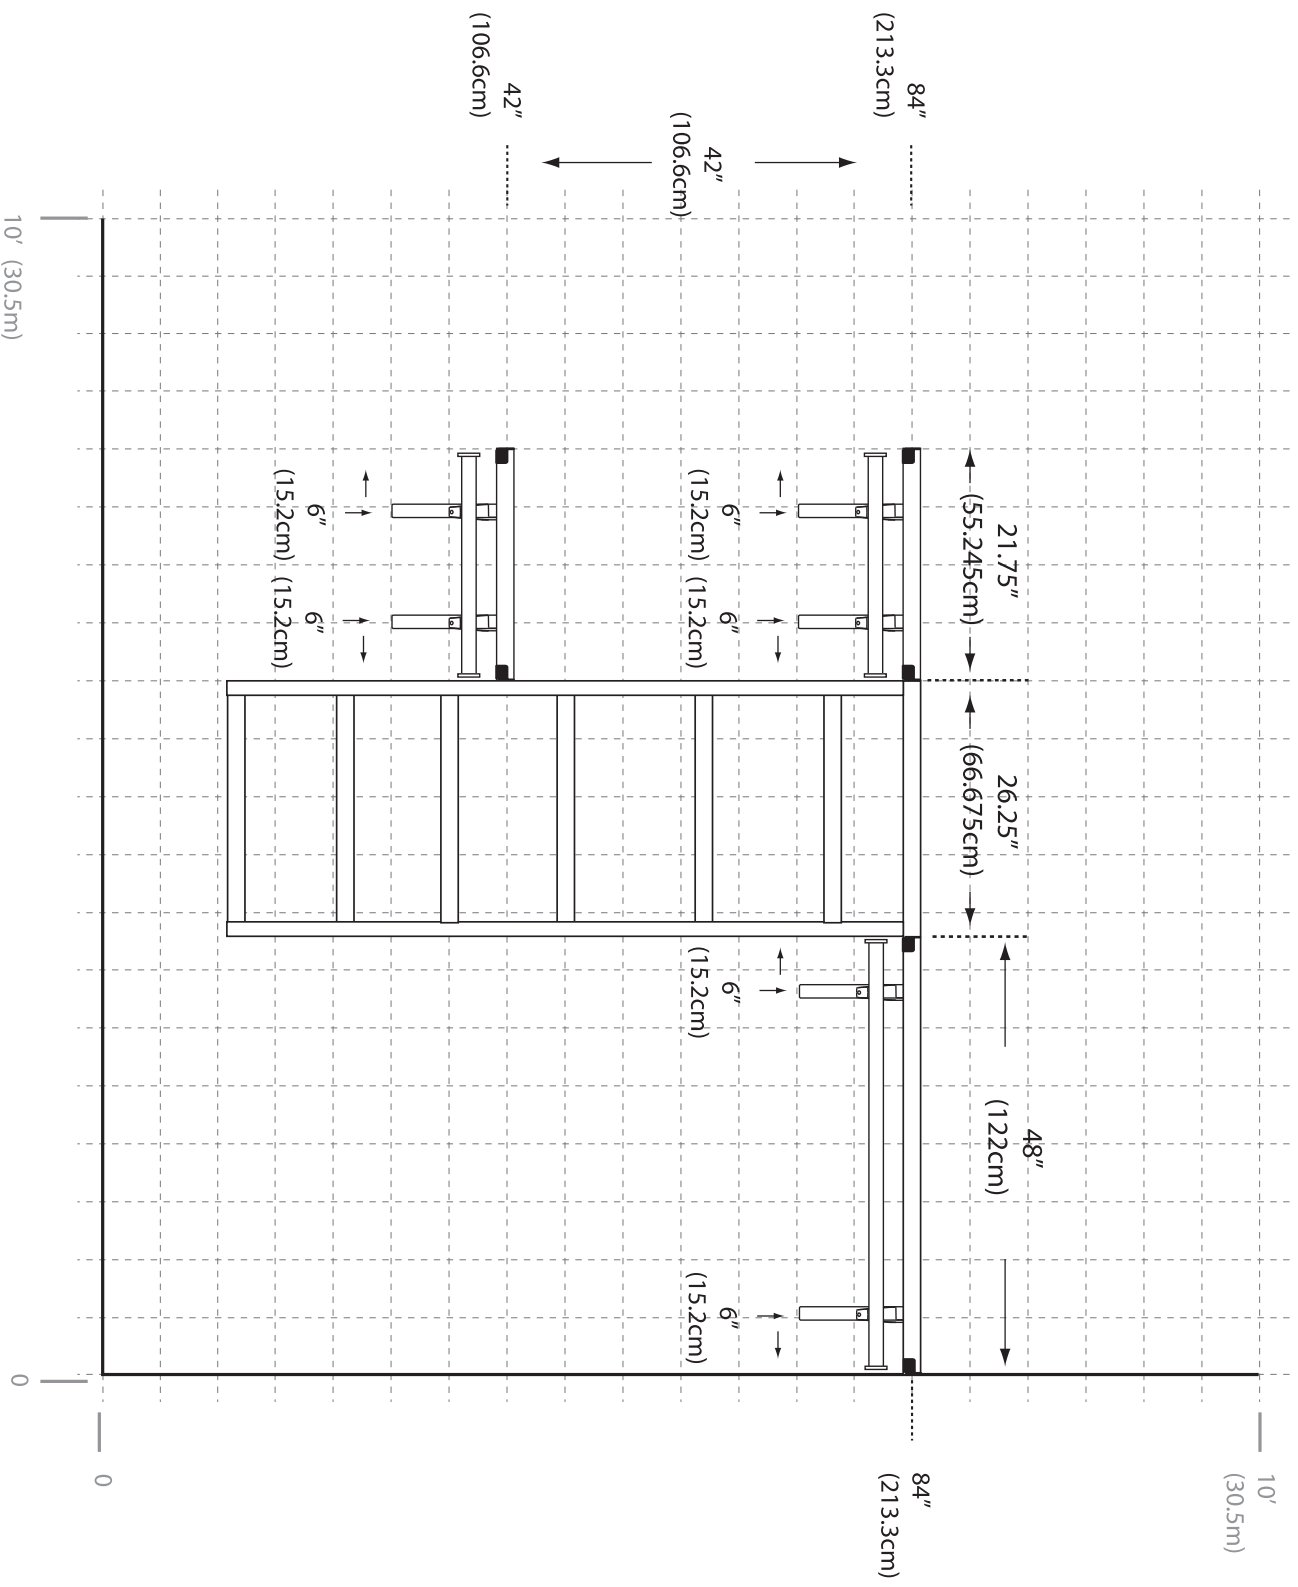 10′
(30.5m)
48″
(122cm)
21.75″
(55.245cm)
26.25″
(66.675cm)
84″
(213.3cm)
84″
(213.3cm)
42″
(106.6cm)
6″
(15.2cm)
6″
(15.2cm)
6″
(15.2cm)
6″
(15.2cm)
42″
(106.6cm)
6″
(15.2cm)
6″
(15.2cm)
0
10′ (30.5m)
0